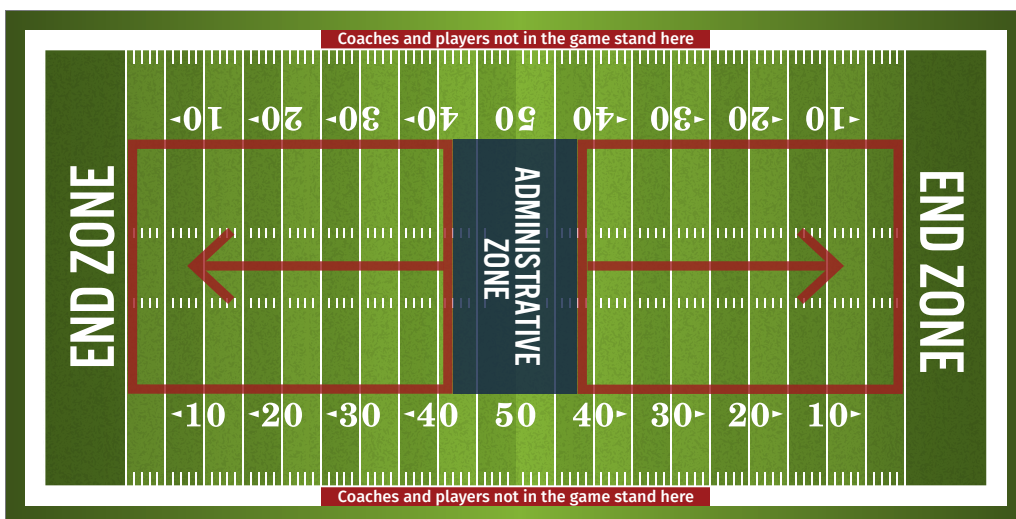 Coaches and players not in the game stand here
10 20 30 40 50 40 30 20 10
END ZONE
ADMINISTRATIVE
ZONE
END ZONE
10 20 30 40 50 40 30 20 10
Coaches and players not in the game stand here